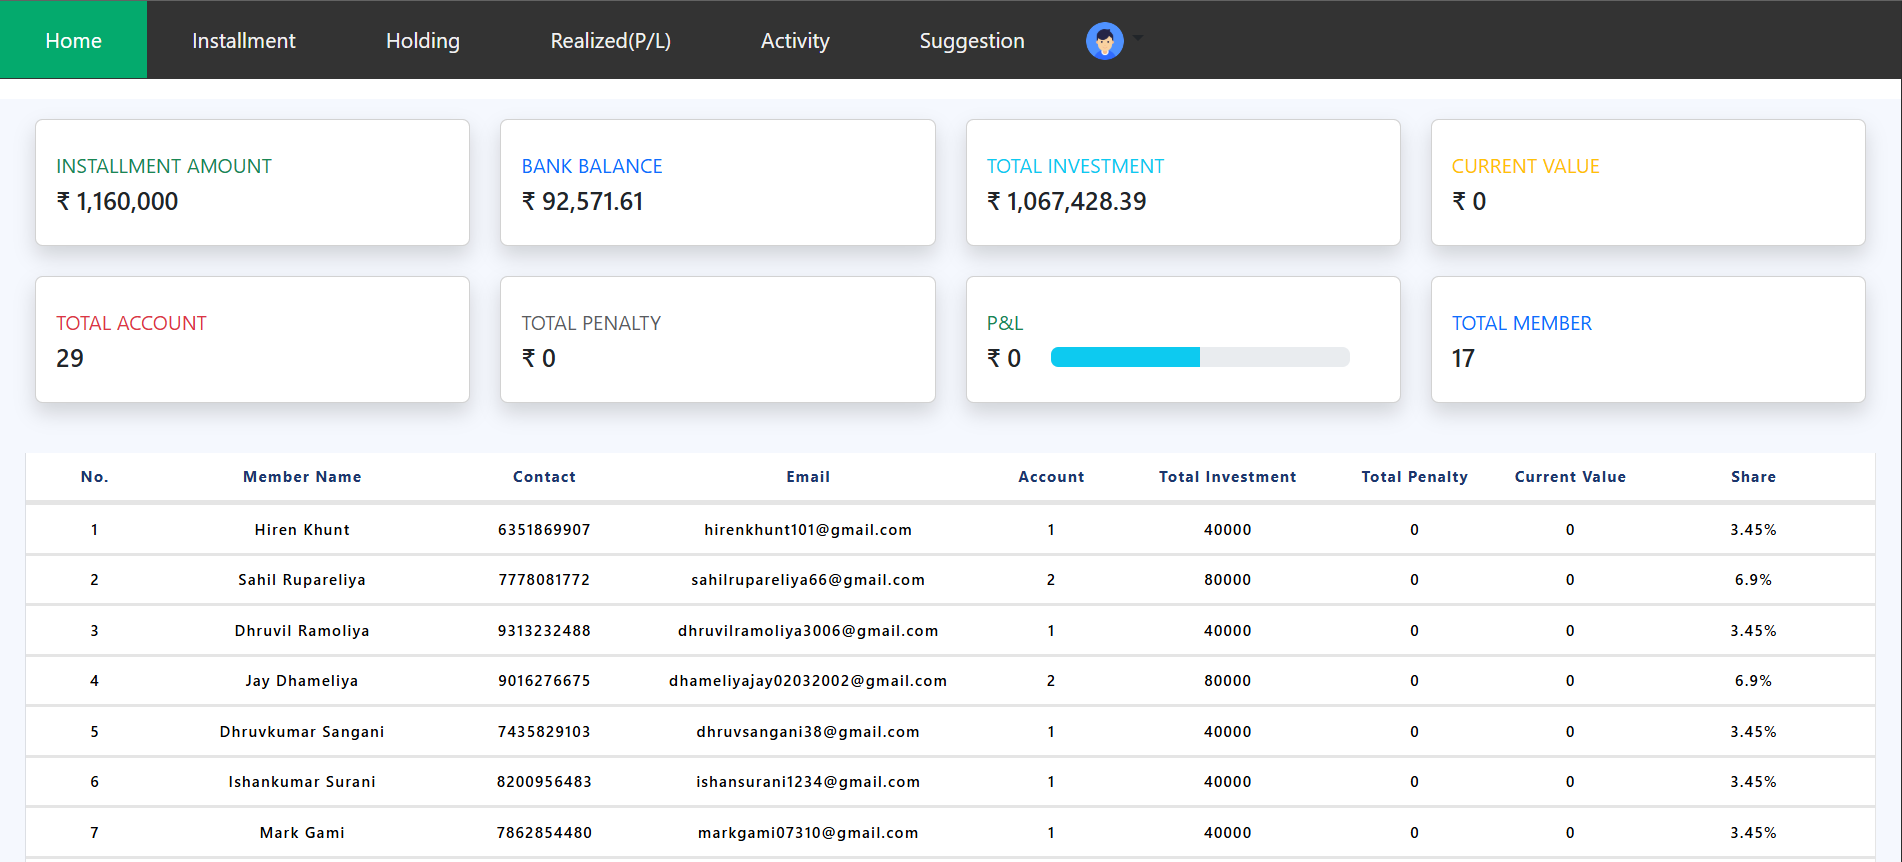 Home Installment Holding Realized(P/L) Activity Suggestion
INSTALLMENT AMOUNT
₹ 1,160,000
BANK BALANCE
₹ 92,571.61
TOTAL INVESTMENT
₹ 1,067,428.39
CURRENT VALUE
₹ 0
TOTAL ACCOUNT
29
TOTAL PENALTY
₹ 0
P&L
₹ 0
TOTAL MEMBER
17
No. Member Name Contact Email Account Total Investment Total Penalty Current Value Share
1 Hiren Khunt 6351869907 hirenkhunt101@gmail.com 1 40000 0 0 3.45%
2 Sahil Rupareliya 7778081772 sahilrupareliya66@gmail.com 2 80000 0 0 6.9%
3 Dhruvil Ramoliya 9313232488 dhruvilramoliya3006@gmail.com 1 40000 0 0 3.45%
4 Jay Dhameliya 9016276675 dhameliyajay02032002@gmail.com 2 80000 0 0 6.9%
5 Dhruvkumar Sangani 7435829103 dhruvsangani38@gmail.com 1 40000 0 0 3.45%
6 Ishankumar Surani 8200956483 ishansurani1234@gmail.com 1 40000 0 0 3.45%
7 Mark Gami 7862854480 markgami07310@gmail.com 1 40000 0 0 3.45%